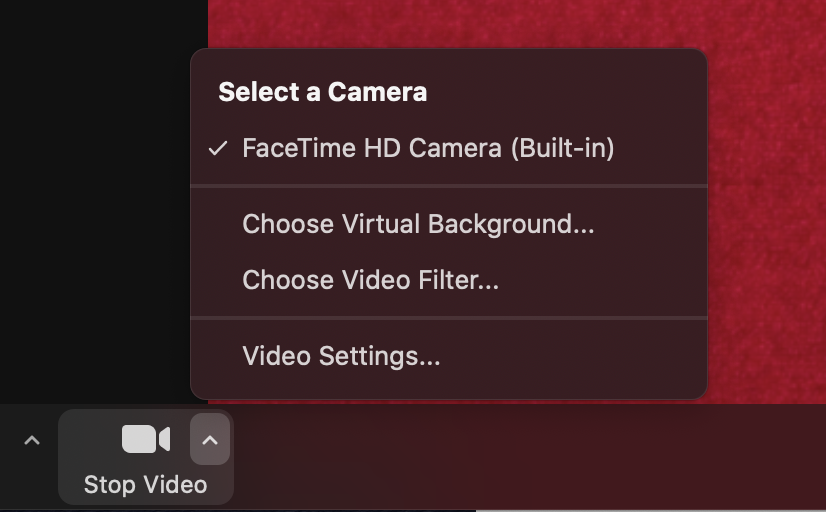 Select a Camera
FaceTime HD Camera (Built-in)
Choose Virtual Background...
Choose Video Filter...
Video Settings...
Stop Video